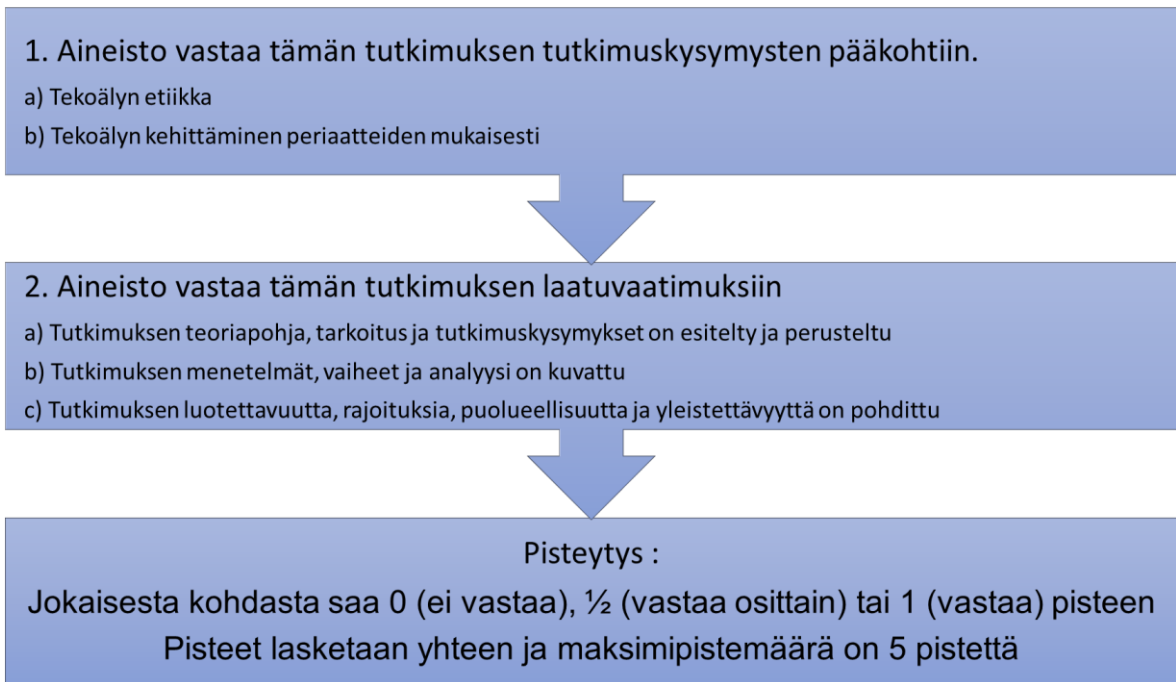 1. Aineisto vastaa tämän tutkimuksen tutkimuskysymysten pääkohtiin.
a) Tekoälyn etiikka
b) Tekoälyn kehittäminen periaatteiden mukaisesti
2. Aineisto vastaa tämän tutkimuksen laatuvaatimuksiin
a) Tutkimuksen teoriapohja, tarkoitus ja tutkimuskysymykset on esitelty ja perusteltu
b) Tutkimuksen menetelmät, vaiheet ja analyysi on kuvattu
c) Tutkimuksen luotettavuutta, rajoituksia, puolueellisuutta ja yleistettävyyttä on pohdittu
Pisteytys :
Jokaisesta kohdasta saa 0 (ei vastaa), ½ (vastaa osittain) tai 1 (vastaa) pisteen
Pisteet lasketaan yhteen ja maksimipistemäärä on 5 pistettä